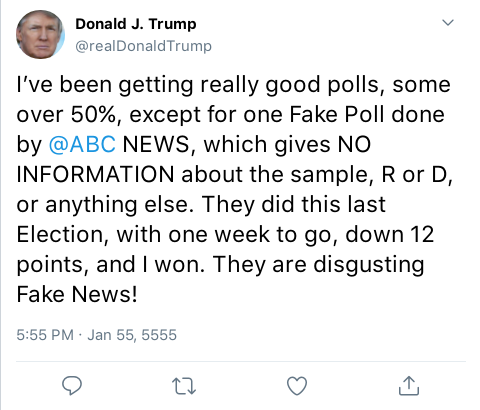 Donald J. Trump
@realDonaldTrump
I’ve been getting really good polls, some
over 50%, except for one Fake Poll done
by @ABC NEWS, which gives NO
INFORMATION about the sample, R or D,
or anything else. They did this last
Election, with one week to go, down 12
points, and I won. They are disgusting
Fake News!
5:55 PM · Jan 55, 5555